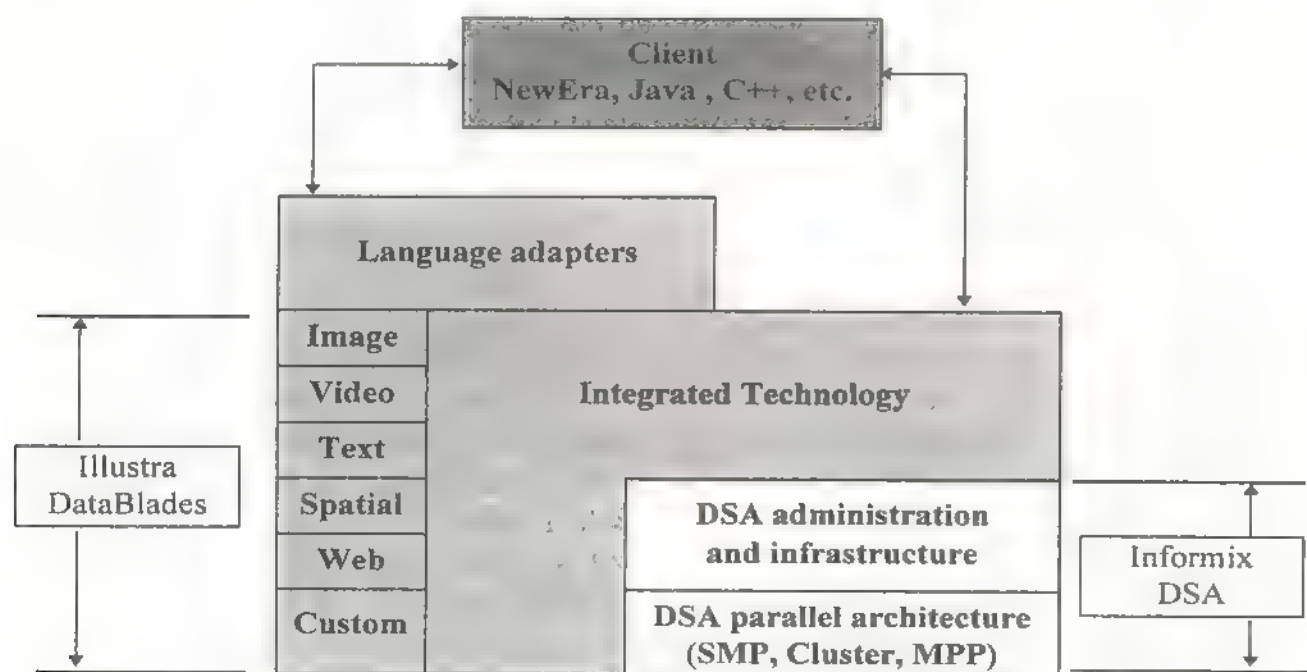 Client
NewEra, Java , C++, etc.
Language adapters
Image
Video
Text
Spatial
Web
Custom
Integrated Technology
Illustra
DataBlades
DSA administration
and infrastructure
DSA parallel architecture
(SMP, Cluster, MPP)
Informix
DSA